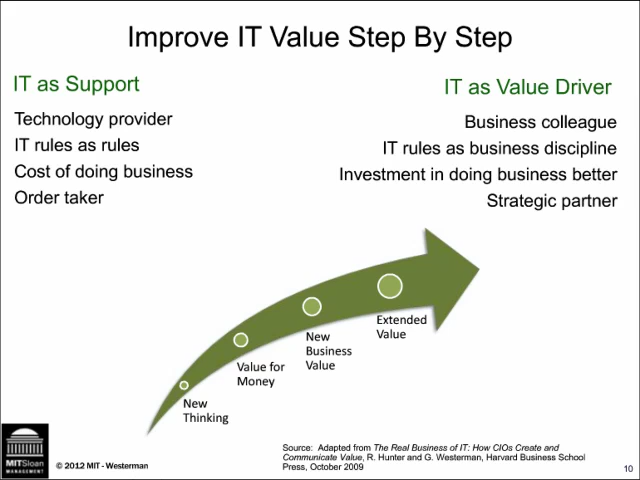 Improve IT Value Step By Step
IT as Support
Technology provider
IT rules as rules
Cost of doing business
Order taker
IT as Value Driver
Business colleague
IT rules as business discipline
Investment in doing business better
Strategic partner
New
Thinking
Value for
Money
New
Business
Value
Extended
Value
MITSloan
MANAGEMENT
© 2012 MIT - Westerman
Source: Adapted from The Real Business of IT: How CIOs Create and
Communicate Value, R. Hunter and G. Westerman, Harvard Business School
Press, October 2009
10